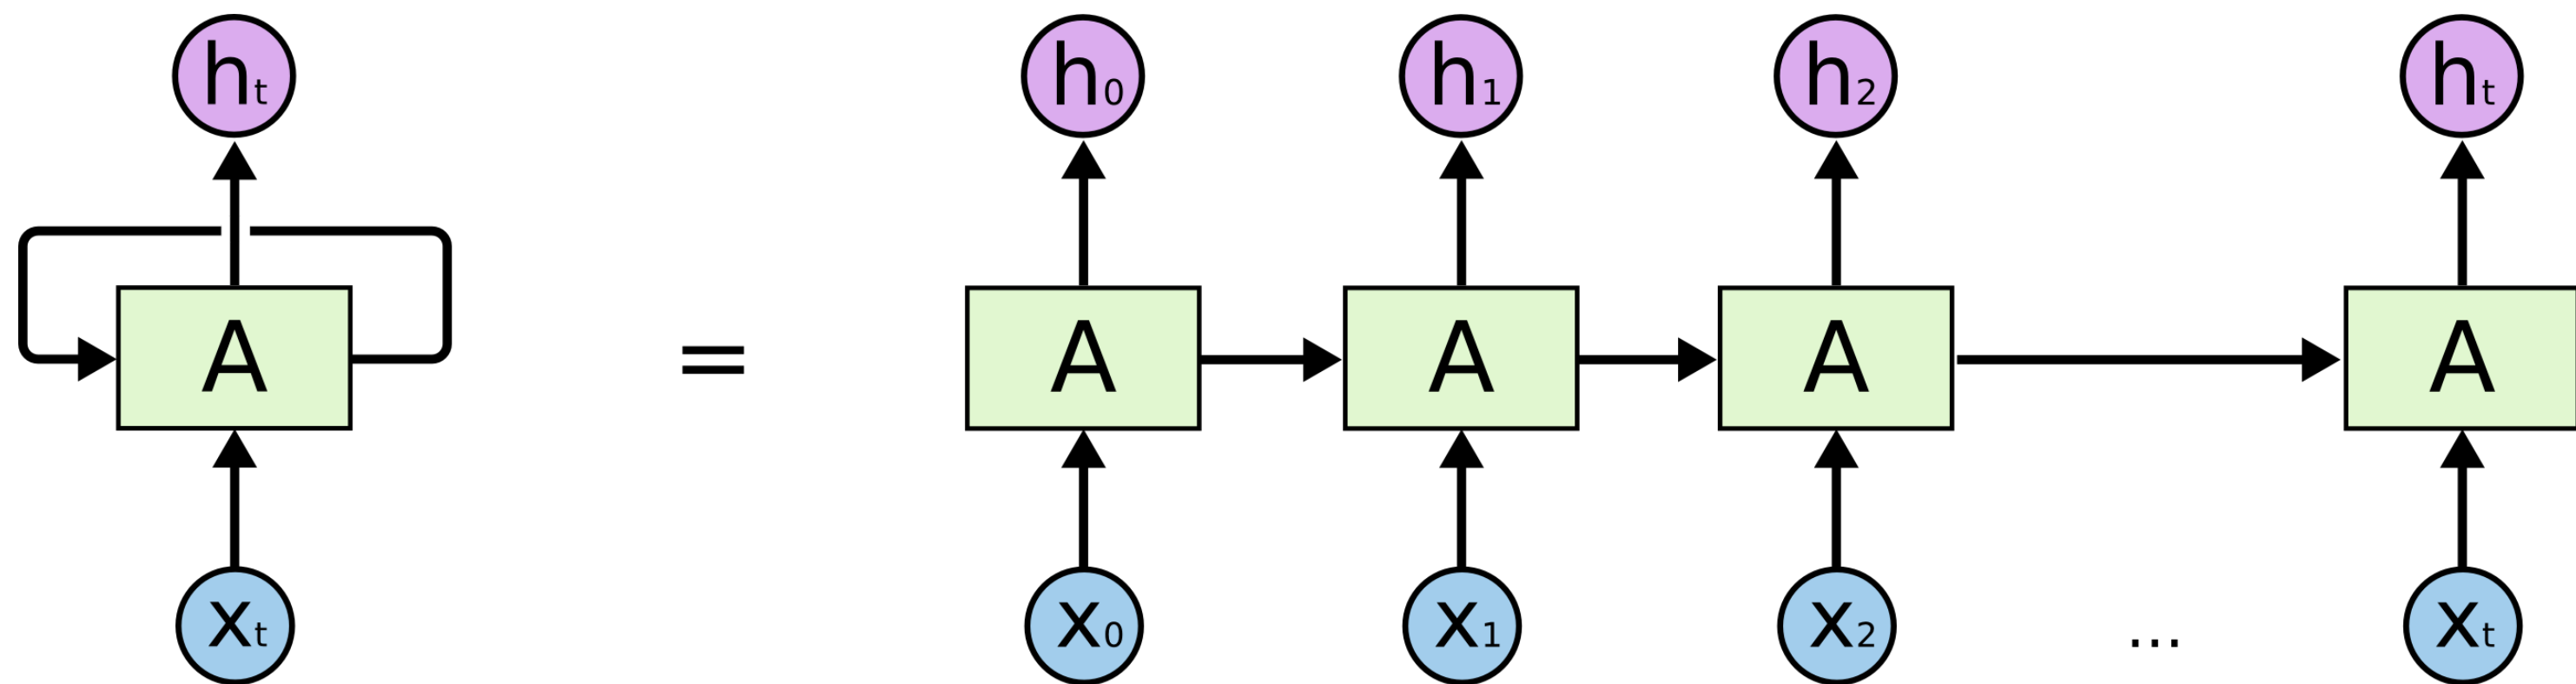 hₜ h₀ h₁ h₂ hₜ
A = A A A A
xₜ x₀ x₁ x₂ ... xₜ